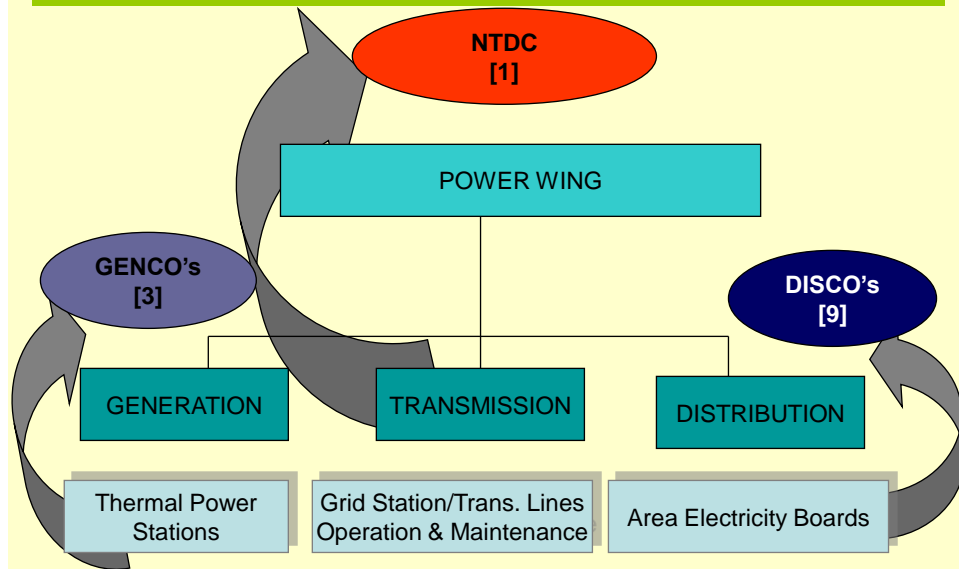 NTDC
[1]
POWER WING
GENCO’s
[3]
DISCO’s
[9]
GENERATION
TRANSMISSION
DISTRIBUTION
Thermal Power
Stations
Grid Station/Trans. Lines
Operation & Maintenance
Area Electricity Boards